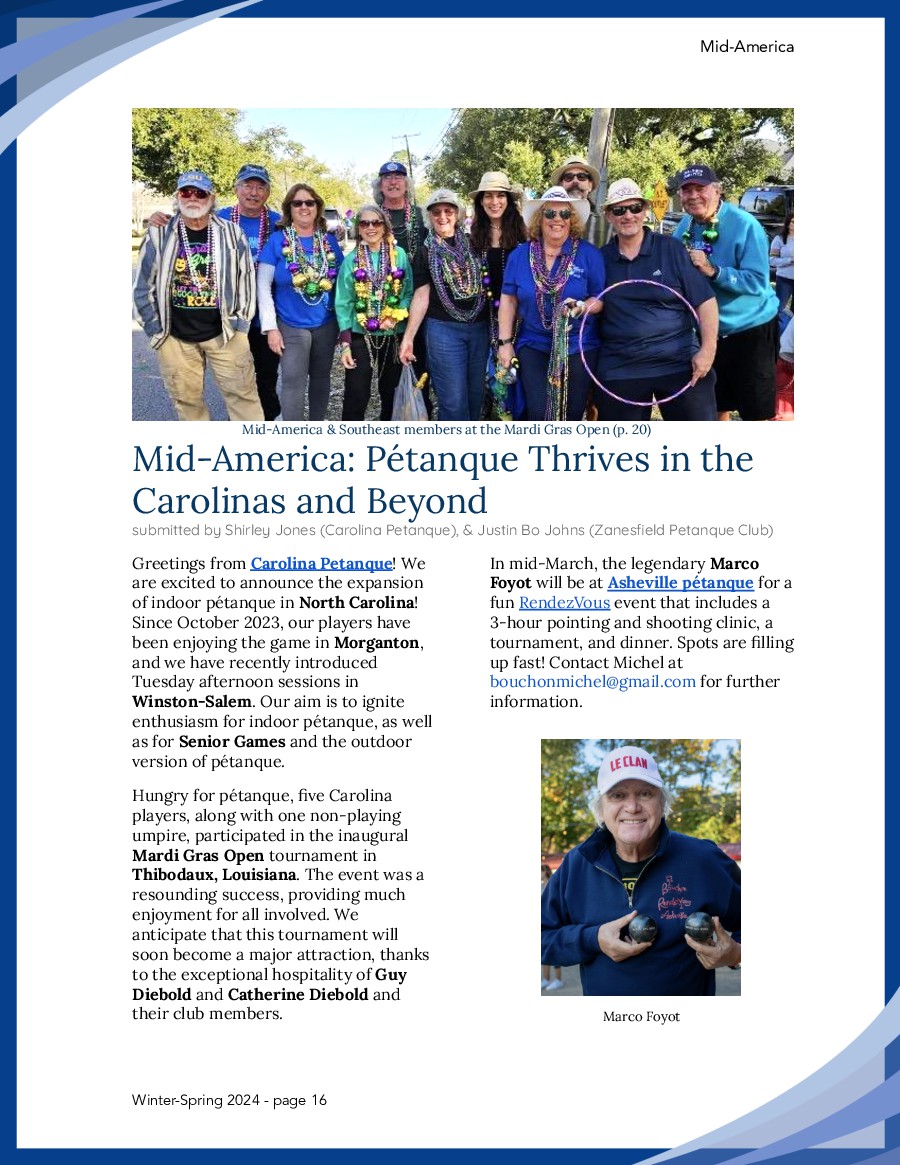 Mid-America
Mid-America & Southeast members at the Mardi Gras Open (p. 20)
Mid-America: Pétanque Thrives in the
Carolinas and Beyond
submitted by Shirley Jones (Carolina Petanque), & Justin Bo Johns (Zanesfield Petanque Club)
Greetings from Carolina Petanque! We
are excited to announce the expansion
of indoor pétanque in North Carolina!
Since October 2023, our players have
been enjoying the game in Morganton,
and we have recently introduced
Tuesday afternoon sessions in
Winston-Salem. Our aim is to ignite
enthusiasm for indoor pétanque, as well
as for Senior Games and the outdoor
version of pétanque.
Hungry for pétanque, five Carolina
players, along with one non-playing
umpire, participated in the inaugural
Mardi Gras Open tournament in
Thibodaux, Louisiana. The event was a
resounding success, providing much
enjoyment for all involved. We
anticipate that this tournament will
soon become a major attraction, thanks
to the exceptional hospitality of Guy
Diebold and Catherine Diebold and
their club members.
In mid-March, the legendary Marco
Foyot will be at Asheville pétanque for a
fun RendezVous event that includes a
3-hour pointing and shooting clinic, a
tournament, and dinner. Spots are filling
up fast! Contact Michel at
bouchonmichel@gmail.com for further
information.
LE CLAN
Bouchon
Rendezvous
Asheville
Marco Foyot
Winter-Spring 2024 - page 16